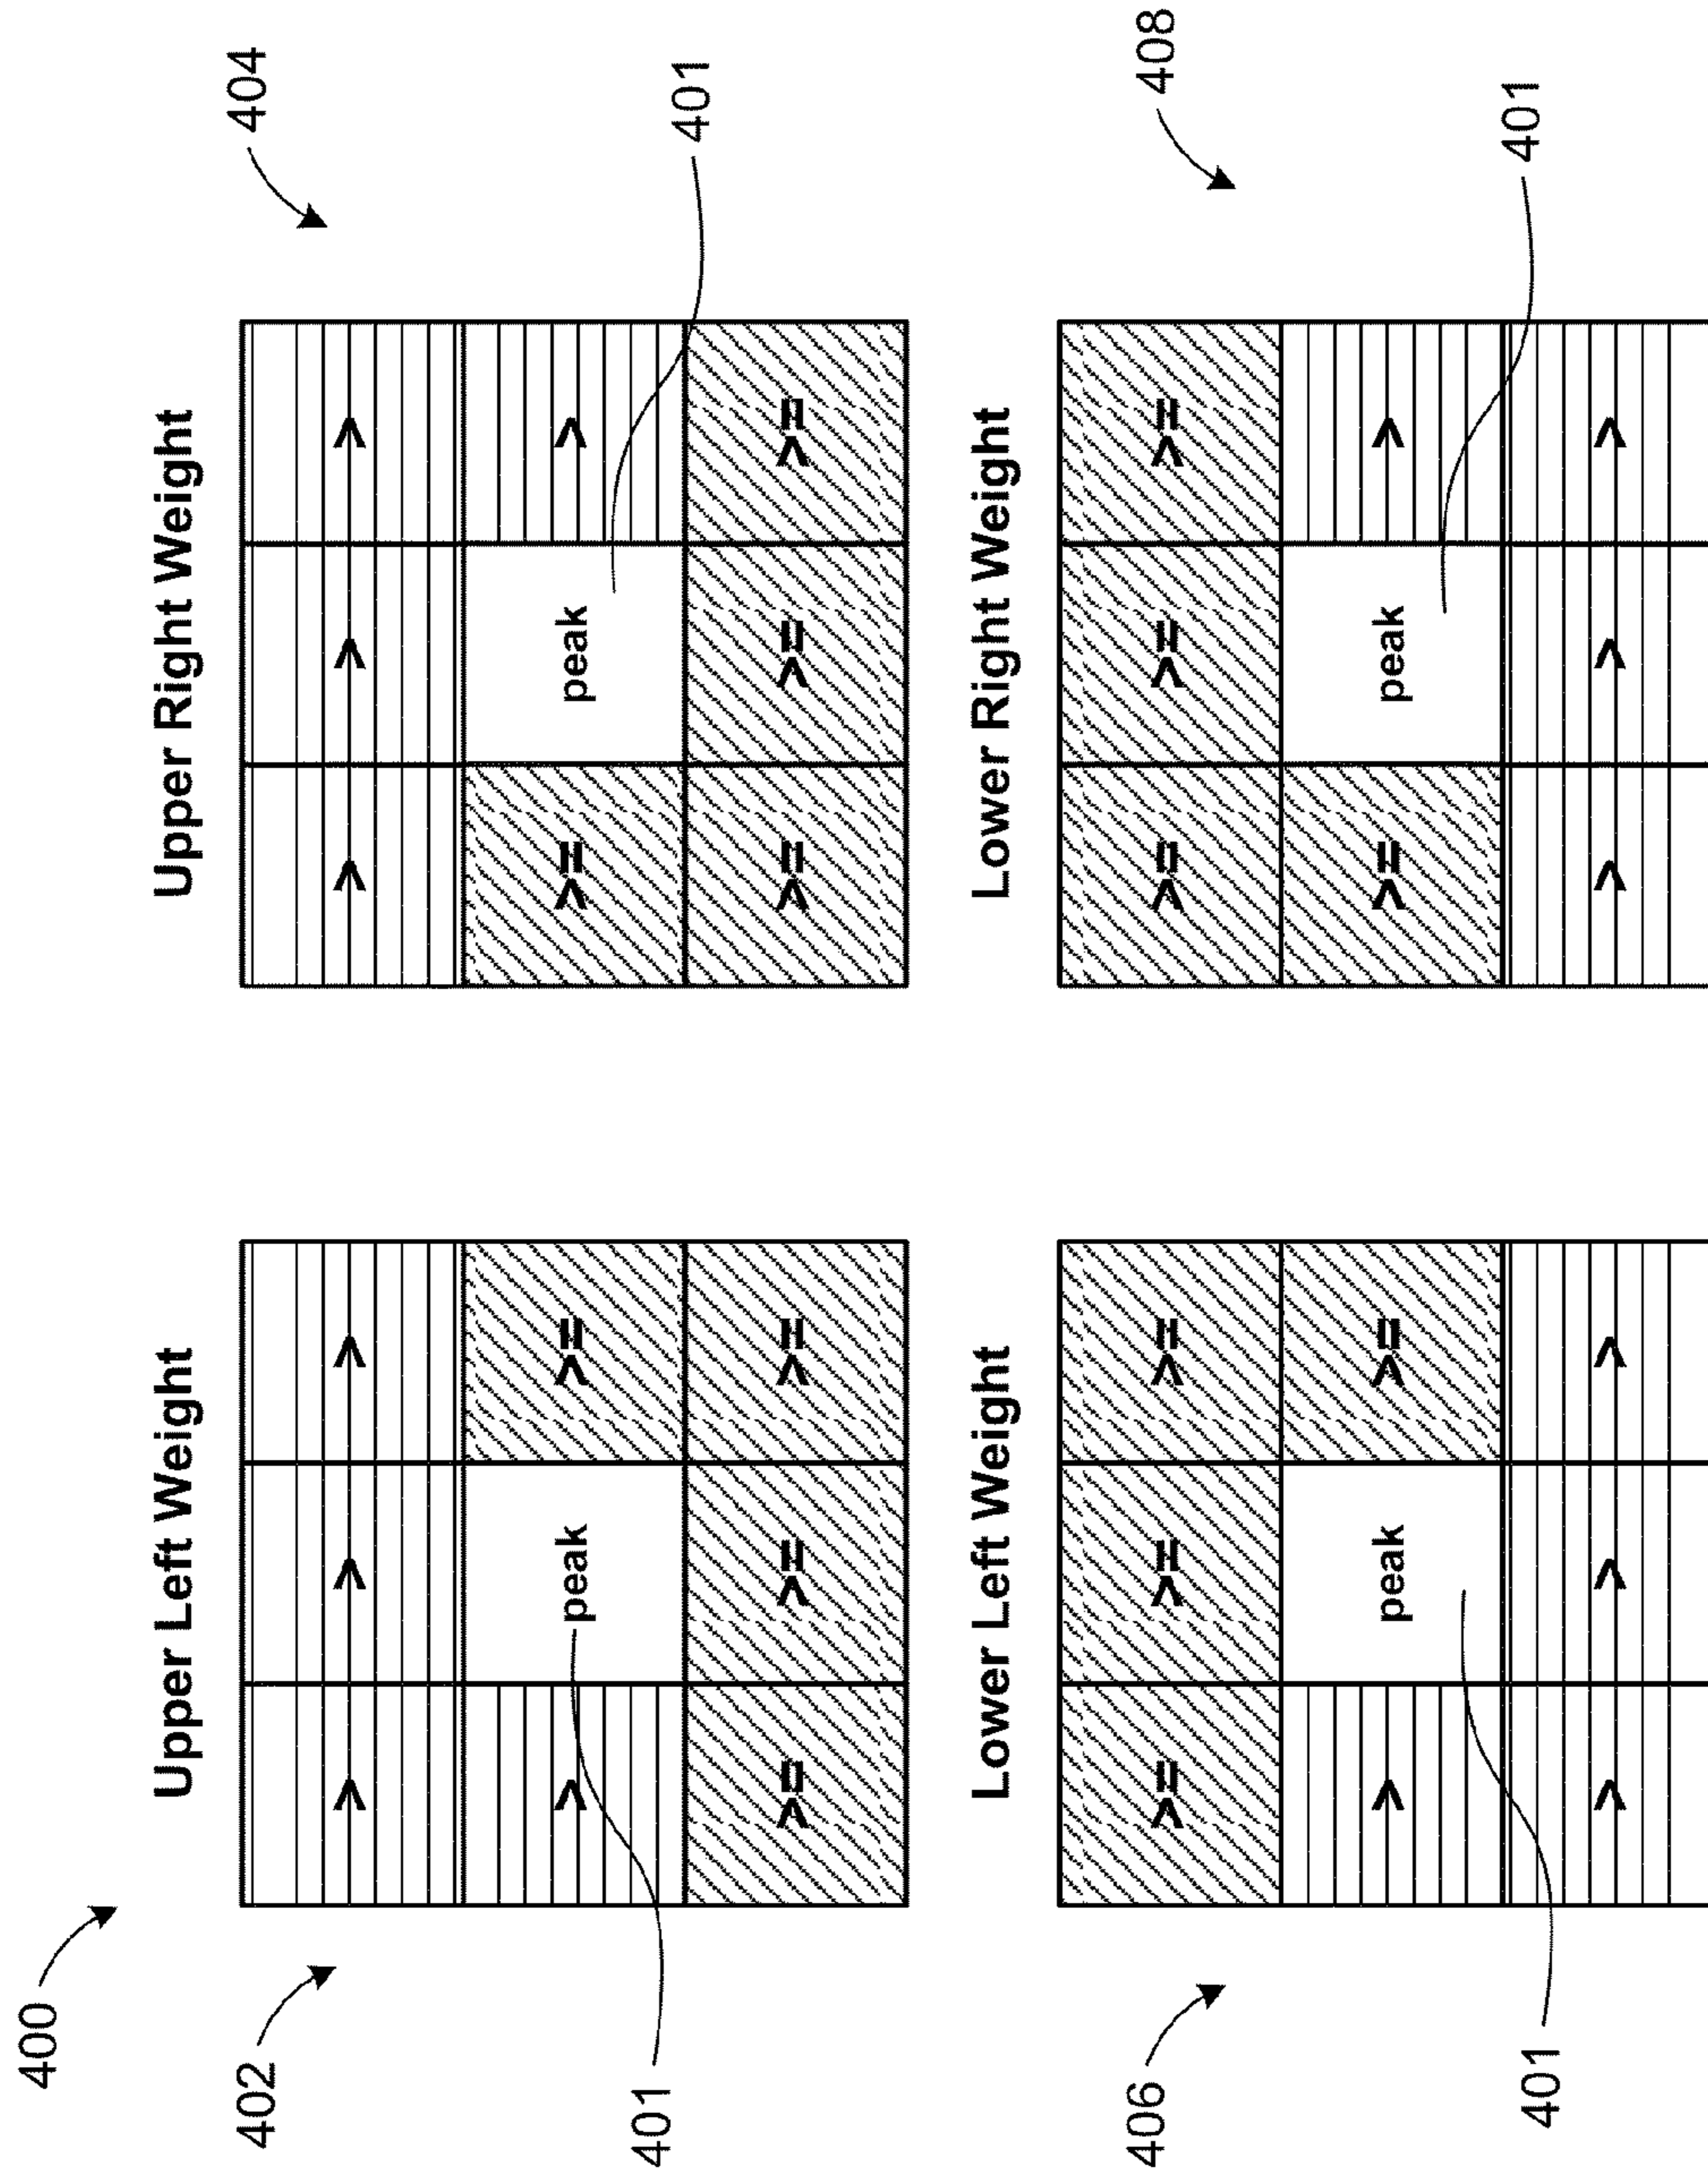 400
Upper Left Weight
402
> > >
> peak >=
>= >= >=
401
Upper Right Weight
404
> > >
>= peak >
>= >= >=
401
Lower Left Weight
406
>= >= >=
> peak >=
> > >
401
Lower Right Weight
408
>= >= >=
>= peak >
> > >
401